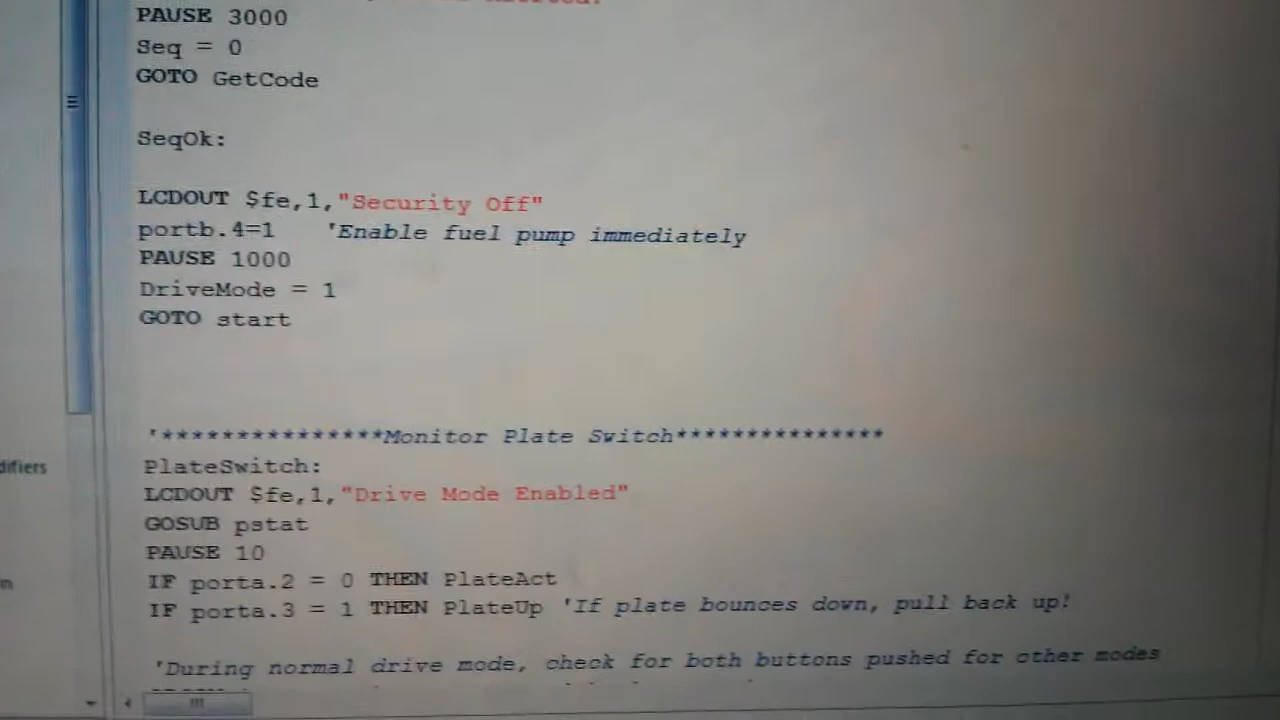 PAUSE 3000
Seq = 0
GOTO GetCode
SeqOk:
LCDOUT $fe,1,"Security Off"
portb.4=1 'Enable fuel pump immediately
PAUSE 1000
DriveMode = 1
GOTO start
'***************Monitor Plate Switch***************
PlateSwitch:
LCDOUT $fe,1,"Drive Mode Enabled"
GOSUB pstat
PAUSE 10
IF porta.2 = 0 THEN PlateAct
IF porta.3 = 1 THEN PlateUp 'If plate bounces down, pull back up!
'During normal drive mode, check for both buttons pushed for other modes
difiers